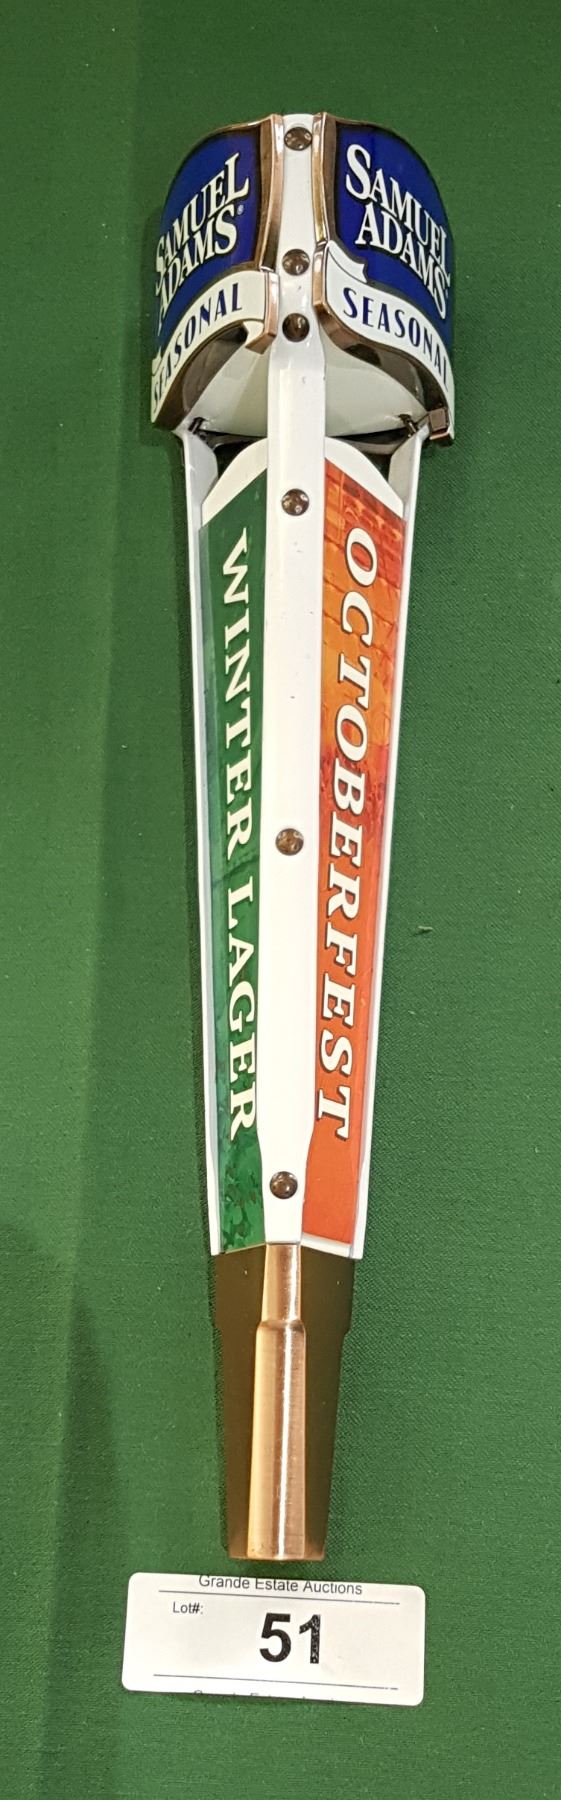 SAMUEL
ADAMS®
SEASONAL
SAMUEL
ADAMS
SEASONAL
WINTER LAGER
OCTOBERFEST
Grande Estate Auctions
Lot#:
51